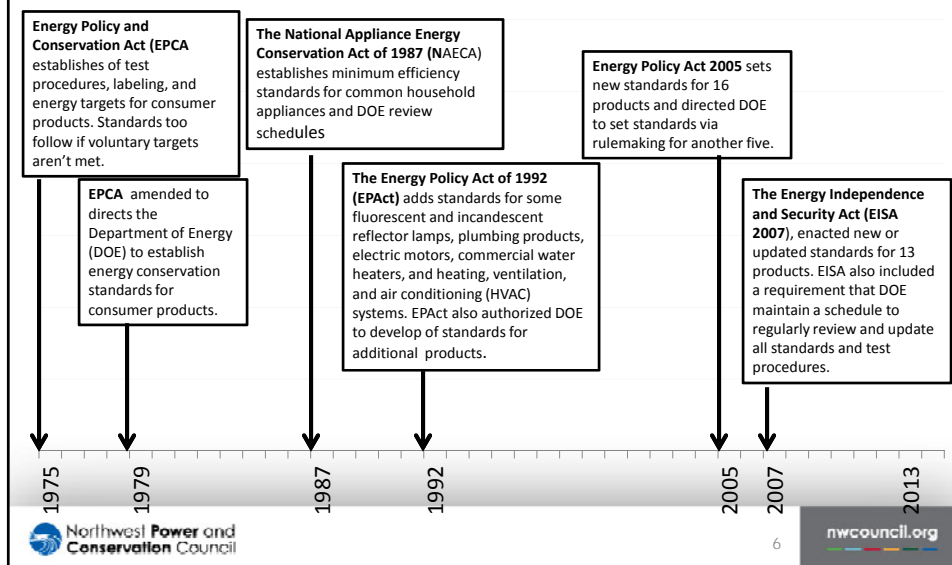 Energy Policy and
Conservation Act (EPCA
establishes of test
procedures, labeling, and
energy targets for consumer
products. Standards too
follow if voluntary targets
aren't met.
EPCA amended to
directs the
Department of Energy
(DOE) to establish
energy conservation
standards for
consumer products.
The National Appliance Energy
Conservation Act of 1987 (NAECA)
establishes minimum efficiency
standards for common household
appliances and DOE review
schedules
The Energy Policy Act of 1992
(EPAct) adds standards for some
fluorescent and incandescent
reflector lamps, plumbing products,
electric motors, commercial water
heaters, and heating, ventilation,
and air conditioning (HVAC)
systems. EPAct also authorized DOE
to develop of standards for
additional products.
Energy Policy Act 2005 sets
new standards for 16
products and directed DOE
to set standards via
rulemaking for another five.
The Energy Independence
and Security Act (EISA
2007), enacted new or
updated standards for 13
products. EISA also included
a requirement that DOE
maintain a schedule to
regularly review and update
all standards and test
procedures.
1975
1979
1987
1992
2005
2007
2013
Northwest Power and
Conservation Council
6
nwcouncil.org